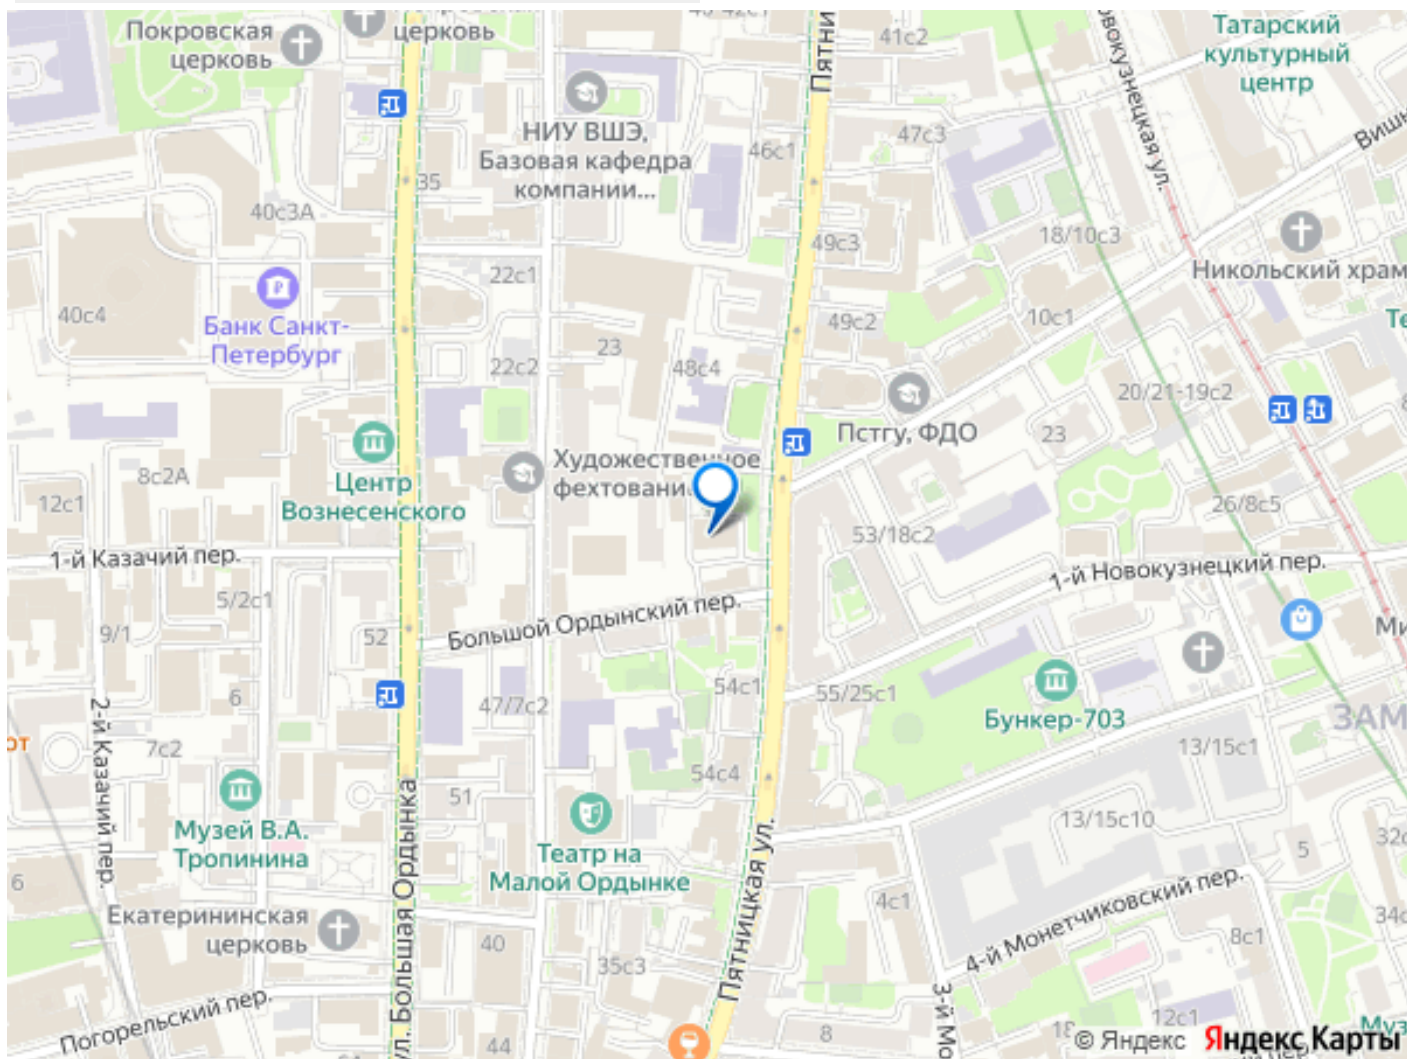 Покровская
церковь
церковь
41с2
Татарский
культурный
центр
НИУ ВШЭ,
Базовая кафедра
компании...
46с1
47с3
35
40с3А
22с1
49с3
18/10с3
Никольский храм
40с4
Банк Санкт-
Петербург
49с2
10с1
23
22с2
48с4
20/21-19с2
Пстгу, ФДО
23
8с2А
Центр
Вознесенского
Художественное
12с1
26/8с5
53/18с2
1-й Казачий пер.
1-й Новокузнецкий пер.
5/2с1
9/1
52
Большой Ордынский пер.
6
47/7с2
54с1
55/25с1
Бункер-703
2-й Казачий пер.
7с2
13/15с1
54с4
51
Музей В.А.
Тропинина
13/15с10
Театр на
Малой Ордынке
5
6
ул. Большая Ордынка
Пятницкая ул.
4с1
4-й Монетчиковский пер.
Екатерининская
церковь
40
8с1
35с3
Погорельский пер.
12с1
8
44
© Яндекс Яндекс Карты